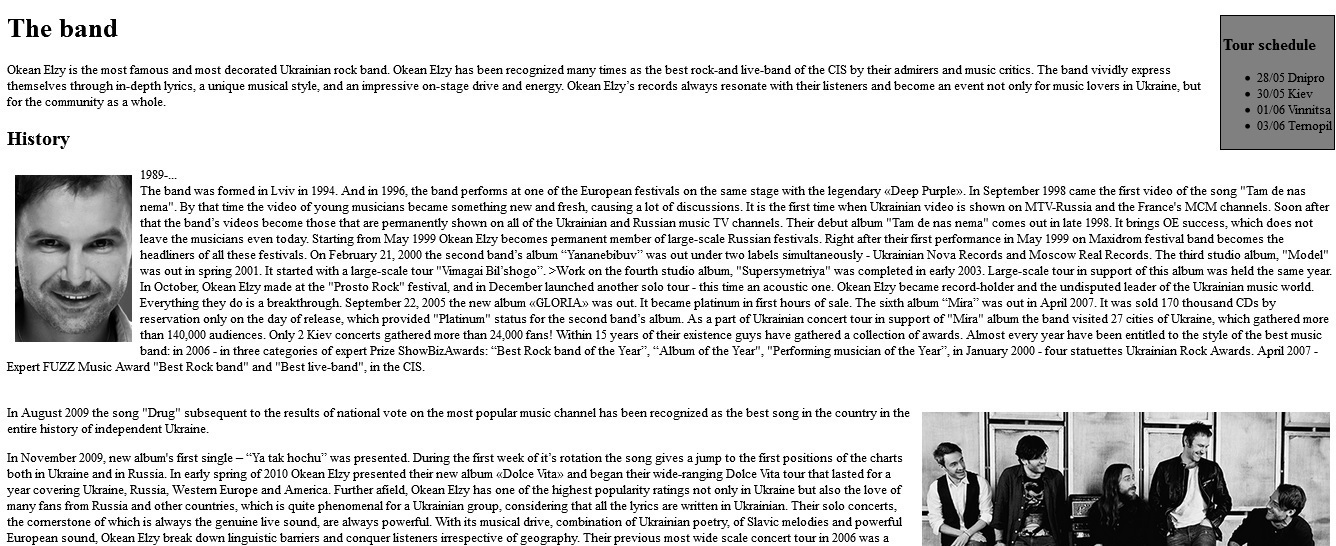 The band
Okean Elzy is the most famous and most decorated Ukrainian rock band. Okean Elzy has been recognized many times as the best rock-and live-band of the CIS by their admirers and music critics. The band vividly express
themselves through in-depth lyrics, a unique musical style, and an impressive on-stage drive and energy. Okean Elzy’s records always resonate with their listeners and become an event not only for music lovers in Ukraine, but
for the community as a whole.
Tour schedule
• 28/05 Dnipro
• 30/05 Kiev
• 01/06 Vinnitsa
• 03/06 Ternopil
History
1989-...
The band was formed in Lviv in 1994. And in 1996, the band performs at one of the European festivals on the same stage with the legendary «Deep Purple». In September 1998 came the first video of the song "Tam de nas
nema". By that time the video of young musicians became something new and fresh, causing a lot of discussions. It is the first time when Ukrainian video is shown on MTV-Russia and the France's MCM channels. Soon after
that the band’s videos become those that are permanently shown on all of the Ukrainian and Russian music TV channels. Their debut album "Tam de nas nema" comes out in late 1998. It brings OE success, which does not
leave the musicians even today. Starting from May 1999 Okean Elzy becomes permanent member of large-scale Russian festivals. Right after their first performance in May 1999 on Maxidrom festival band becomes the
headliners of all these festivals. On February 21, 2000 the second band’s album “Yananebibuv” was out under two labels simultaneously - Ukrainian Nova Records and Moscow Real Records. The third studio album, "Model"
was out in spring 2001. It started with a large-scale tour "Vimagai Bil’shogo”. >Work on the fourth studio album, "Supersymetriya" was completed in early 2003. Large-scale tour in support of this album was held the same year.
In October, Okean Elzy made at the "Prosto Rock" festival, and in December launched another solo tour - this time an acoustic one. Okean Elzy became record-holder and the undisputed leader of the Ukrainian music world.
Everything they do is a breakthrough. September 22, 2005 the new album «GLORIA» was out. It became platinum in first hours of sale. The sixth album “Mira” was out in April 2007. It was sold 170 thousand CDs by
reservation only on the day of release, which provided "Platinum" status for the second band’s album. As a part of Ukrainian concert tour in support of "Mira" album the band visited 27 cities of Ukraine, which gathered more
than 140,000 audiences. Only 2 Kiev concerts gathered more than 24,000 fans! Within 15 years of their existence guys have gathered a collection of awards. Almost every year have been entitled to the style of the best music
band: in 2006 - in three categories of expert Prize ShowBizAwards: “Best Rock band of the Year”, “Album of the Year", "Performing musician of the Year”, in January 2000 - four statuettes Ukrainian Rock Awards. April 2007 -
Expert FUZZ Music Award "Best Rock band" and "Best live-band", in the CIS.
In August 2009 the song "Drug" subsequent to the results of national vote on the most popular music channel has been recognized as the best song in the country in the
entire history of independent Ukraine.
In November 2009, new album's first single – “Ya tak hochu” was presented. During the first week of it’s rotation the song gives a jump to the first positions of the charts
both in Ukraine and in Russia. In early spring of 2010 Okean Elzy presented their new album «Dolce Vita» and began their wide-ranging Dolce Vita tour that lasted for a
year covering Ukraine, Russia, Western Europe and America. Further afield, Okean Elzy has one of the highest popularity ratings not only in Ukraine but also the love of
many fans from Russia and other countries, which is quite phenomenal for a Ukrainian group, considering that all the lyrics are written in Ukrainian. Their solo concerts,
the cornerstone of which is always the genuine live sound, are always powerful. With its musical drive, combination of Ukrainian poetry, of Slavic melodies and powerful
European sound, Okean Elzy break down linguistic barriers and conquer listeners irrespective of geography. Their previous most wide scale concert tour in 2006 was a